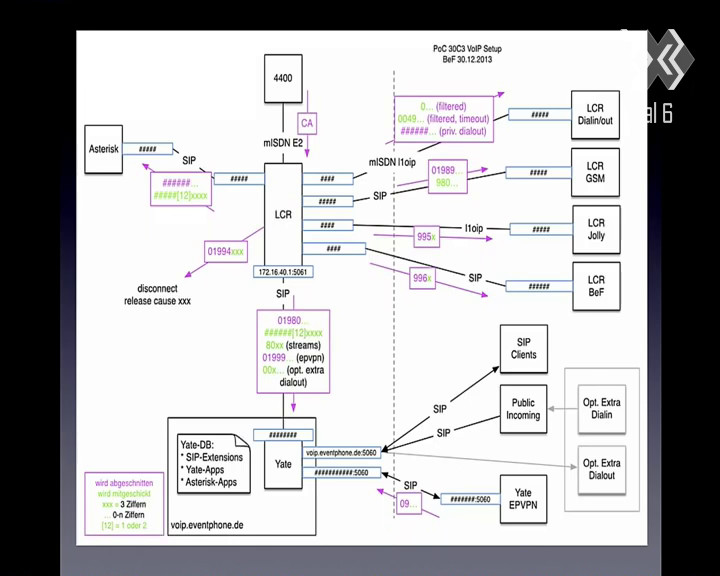 PoC 30C3 VoIP Setup
BeF 30.12.2013
al 6
4400
CA
mISDN E2
0... (filtered)
0049... (filtered, timeout)
######... (priv. dialout)
#####
LCR
Dialin/out
Asterisk
#####
SIP
#####
######...
#####[12]xxxx
LCR
####
mISDN l1oip
#####
SIP
01989...
980...
#####
LCR
GSM
####
995x
l1oip
#####
LCR
Jolly
####
996x
SIP
######
LCR
BeF
01994xxx
disconnect
release cause xxx
172.16.40.1:5061
SIP
01980...
######[12]xxxx
80xx (streams)
01999... (epvpn)
00x... (opt. extra
dialout)
SIP
Clients
SIP
Public
Incoming
SIP
Opt. Extra
Dialin
Opt. Extra
Dialout
########
Yate-DB:
* SIP-Extensions
* Yate-Apps
* Asterisk-Apps
Yate
voip.eventphone.de:5060
###########:5060
SIP
09...
#######:5060
Yate
EPVPN
voip.eventphone.de
wird abgeschnitten
wird mitgeschickt
xxx = 3 Ziffern
... 0-n Ziffern
[12] = 1 oder 2